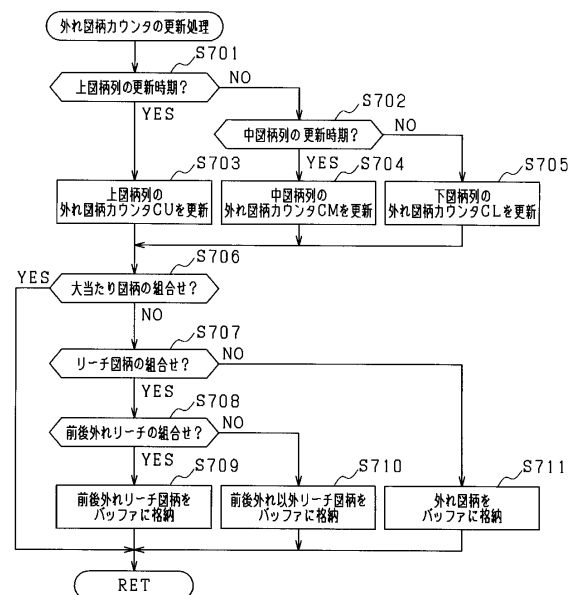 外れ図柄カウンタの更新処理
S701
上図柄列の更新時期?
NO
YES
S702
中図柄列の更新時期?
NO
YES
S703
上図柄列の
外れ図柄カウンタCUを更新
S704
中図柄列の
外れ図柄カウンタCMを更新
S705
下図柄列の
外れ図柄カウンタCLを更新
S706
YES
大当たり図柄の組合せ?
NO
S707
リーチ図柄の組合せ?
NO
YES
S708
前後外れリーチの組合せ?
NO
YES
S709
前後外れリーチ図柄を
バッファに格納
S710
前後外れ以外リーチ図柄を
バッファに格納
S711
外れ図柄を
バッファに格納
RET